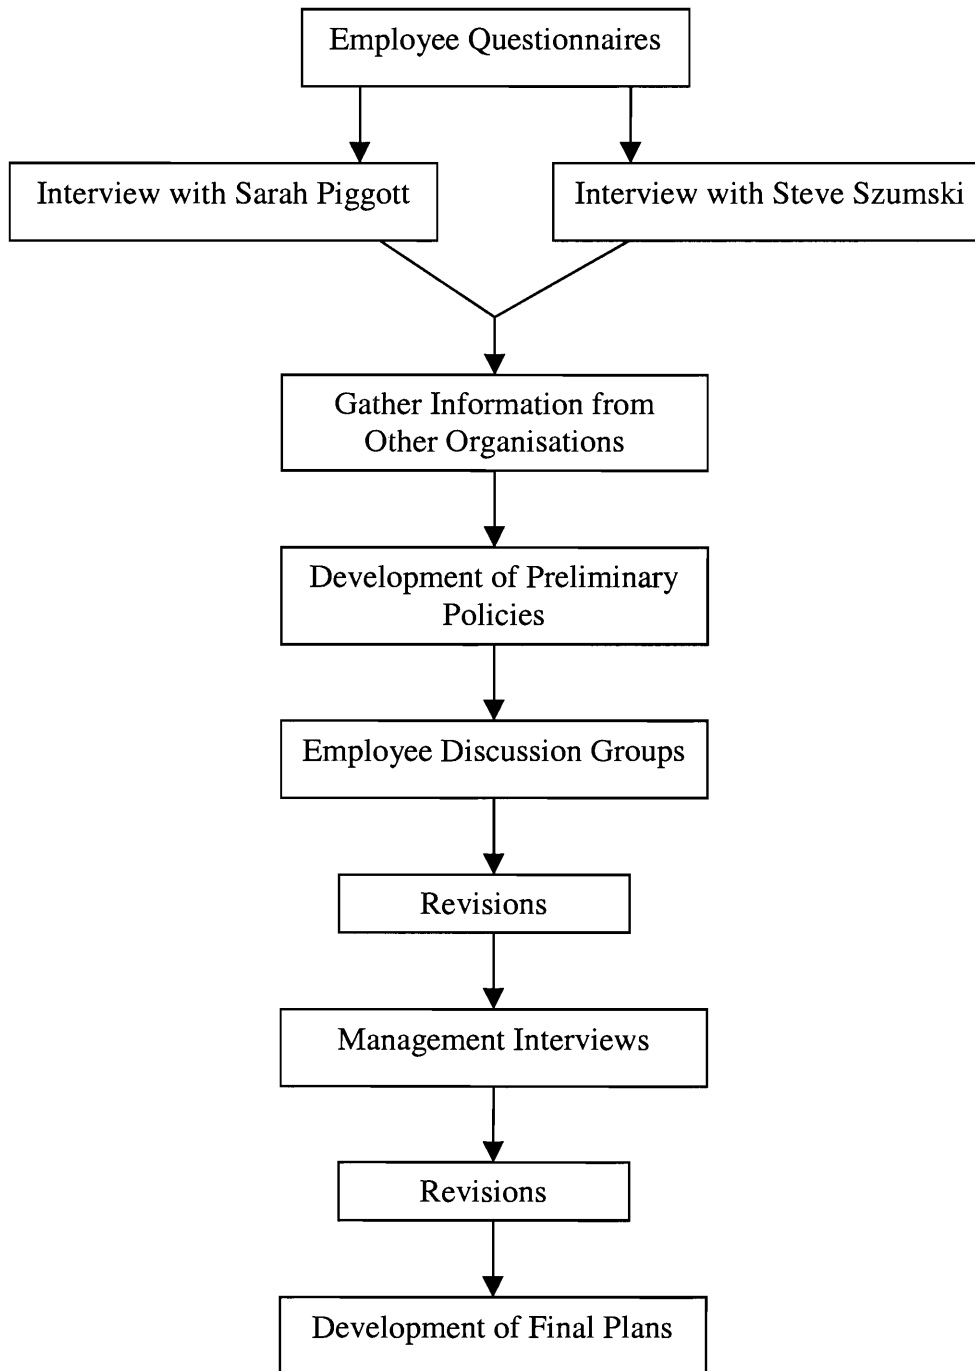 Employee Questionnaires
Interview with Sarah Piggott
Interview with Steve Szumski
Gather Information from
Other Organisations
Development of Preliminary
Policies
Employee Discussion Groups
Revisions
Management Interviews
Revisions
Development of Final Plans